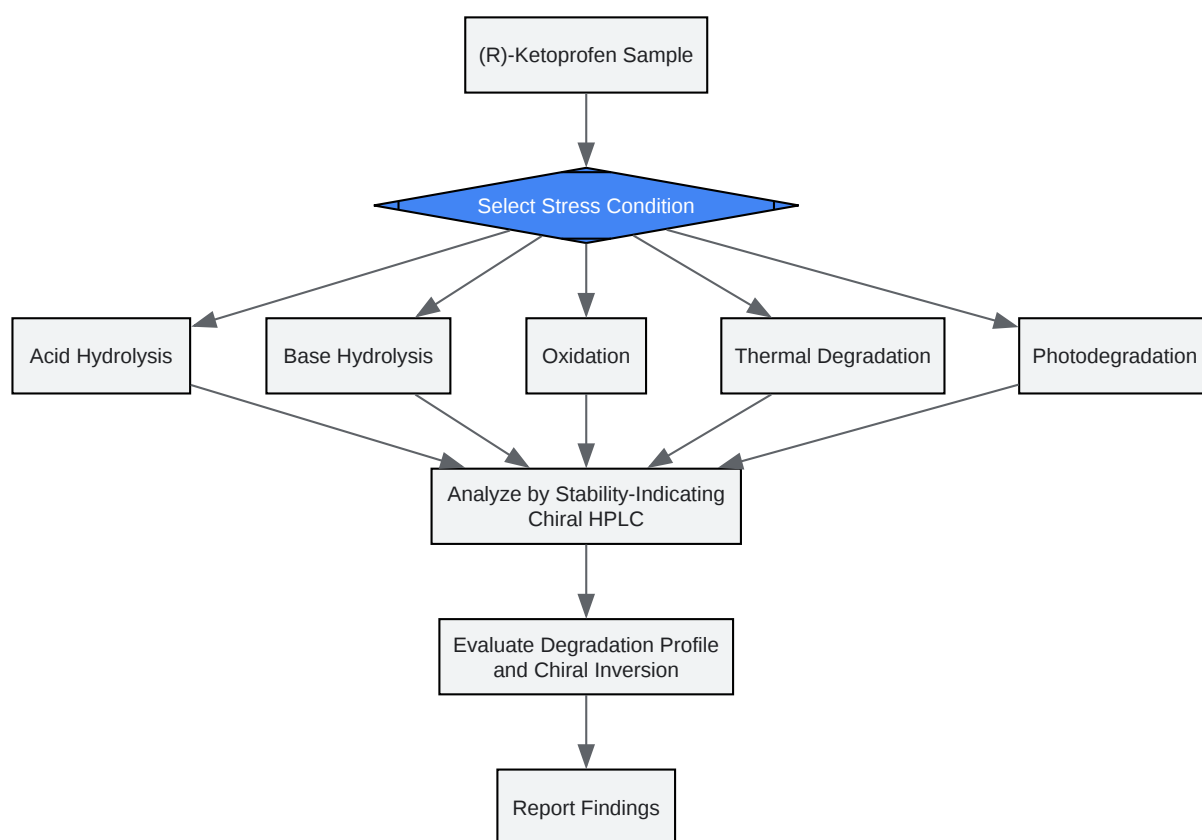 (R)-Ketoprofen Sample
Select Stress Condition
Acid Hydrolysis
Base Hydrolysis
Oxidation
Thermal Degradation
Photodegradation
Analyze by Stability-Indicating
Chiral HPLC
Evaluate Degradation Profile
and Chiral Inversion
Report Findings